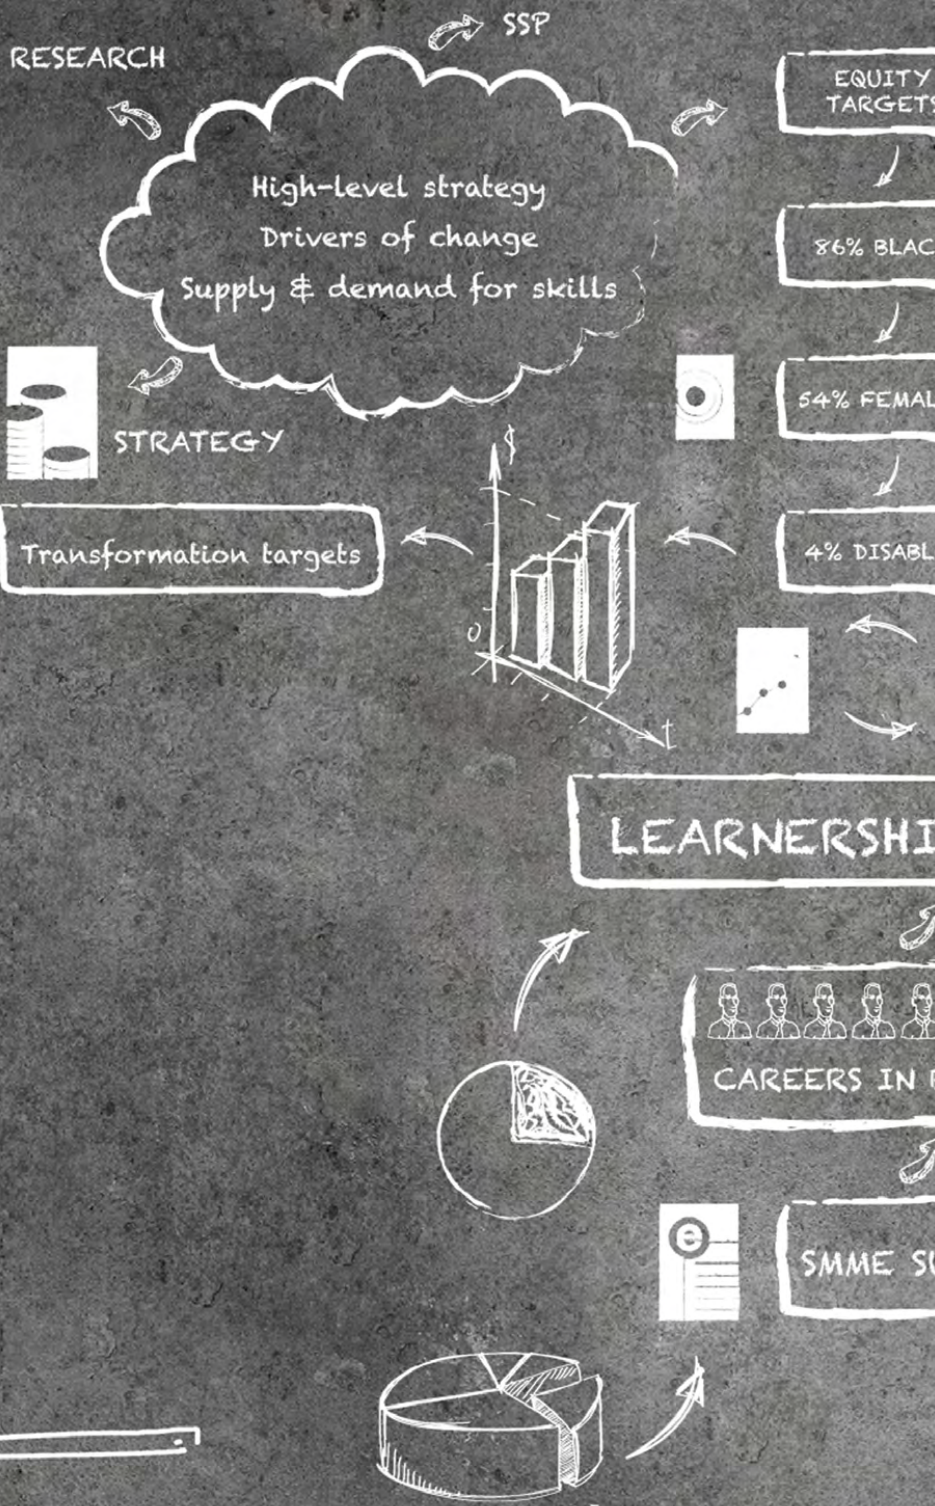 SSP
RESEARCH
EQUITY
TARGETS
High-level strategy
Drivers of change
Supply & demand for skills
86% BLAC
54% FEMAL
STRATEGY
$
Transformation targets
4% DISABL
0
t
LEARNERSHI
CAREERS IN
e
SMME SU